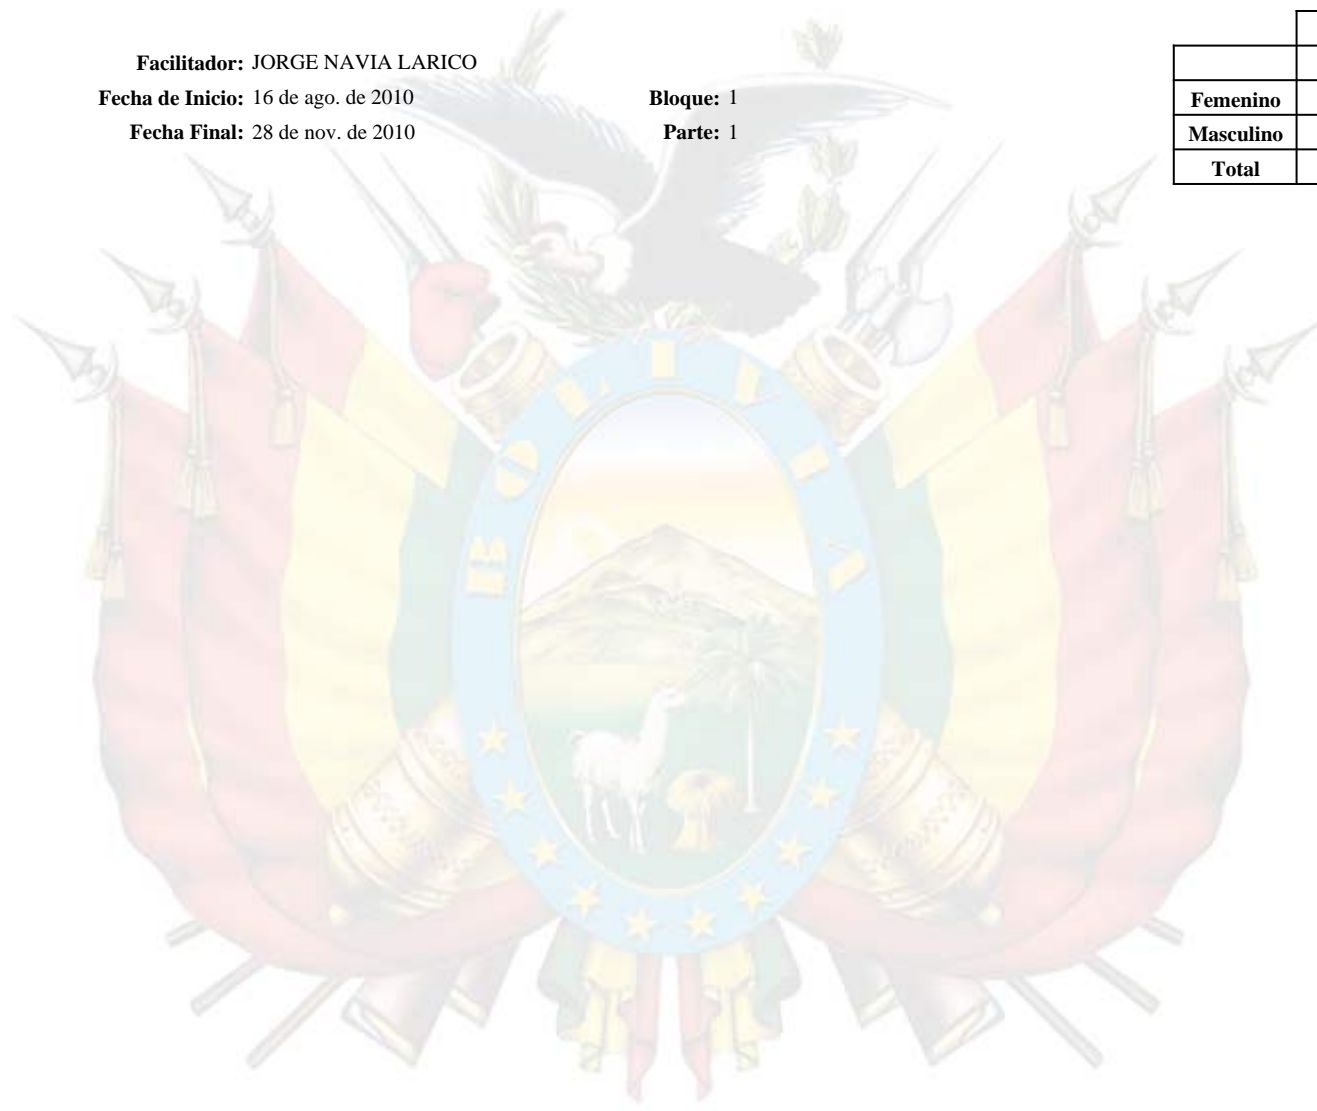 Facilitador: JORGE NAVIA LARICO
Fecha de Inicio: 16 de ago. de 2010 Bloque: 1
Fecha Final: 28 de nov. de 2010 Parte: 1
Femenino
Masculino
Total
BOLIVIA